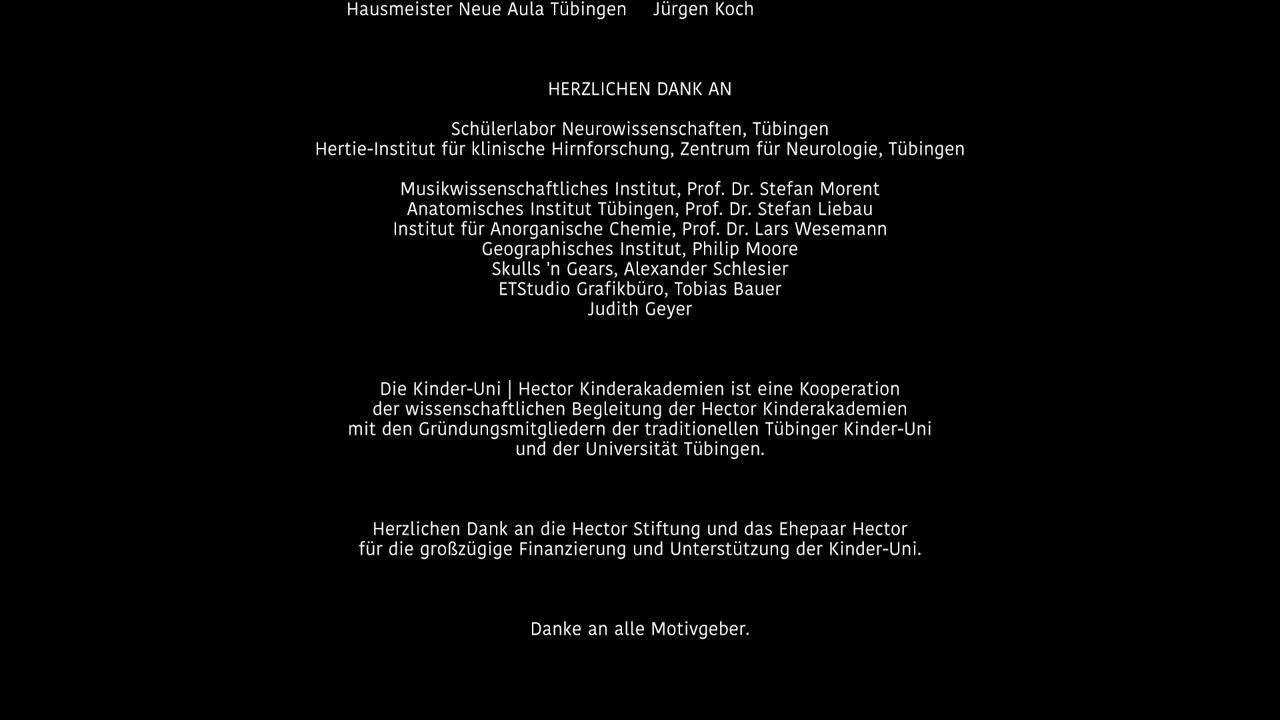 Hausmeister Neue Aula Tübingen Jürgen Koch
HERZLICHEN DANK AN
Schülerlabor Neurowissenschaften, Tübingen
Hertie-Institut für klinische Hirnforschung, Zentrum für Neurologie, Tübingen
Musikwissenschaftliches Institut, Prof. Dr. Stefan Morent
Anatomisches Institut Tübingen, Prof. Dr. Stefan Liebau
Institut für Anorganische Chemie, Prof. Dr. Lars Wesemann
Geographisches Institut, Philip Moore
Skulls 'n Gears, Alexander Schlesier
ETStudio Grafikbüro, Tobias Bauer
Judith Geyer
Die Kinder-Uni | Hector Kinderakademien ist eine Kooperation
der wissenschaftlichen Begleitung der Hector Kinderakademien
mit den Gründungsmitgliedern der traditionellen Tübinger Kinder-Uni
und der Universität Tübingen.
Herzlichen Dank an die Hector Stiftung und das Ehepaar Hector
für die großzügige Finanzierung und Unterstützung der Kinder-Uni.
Danke an alle Motivgeber.